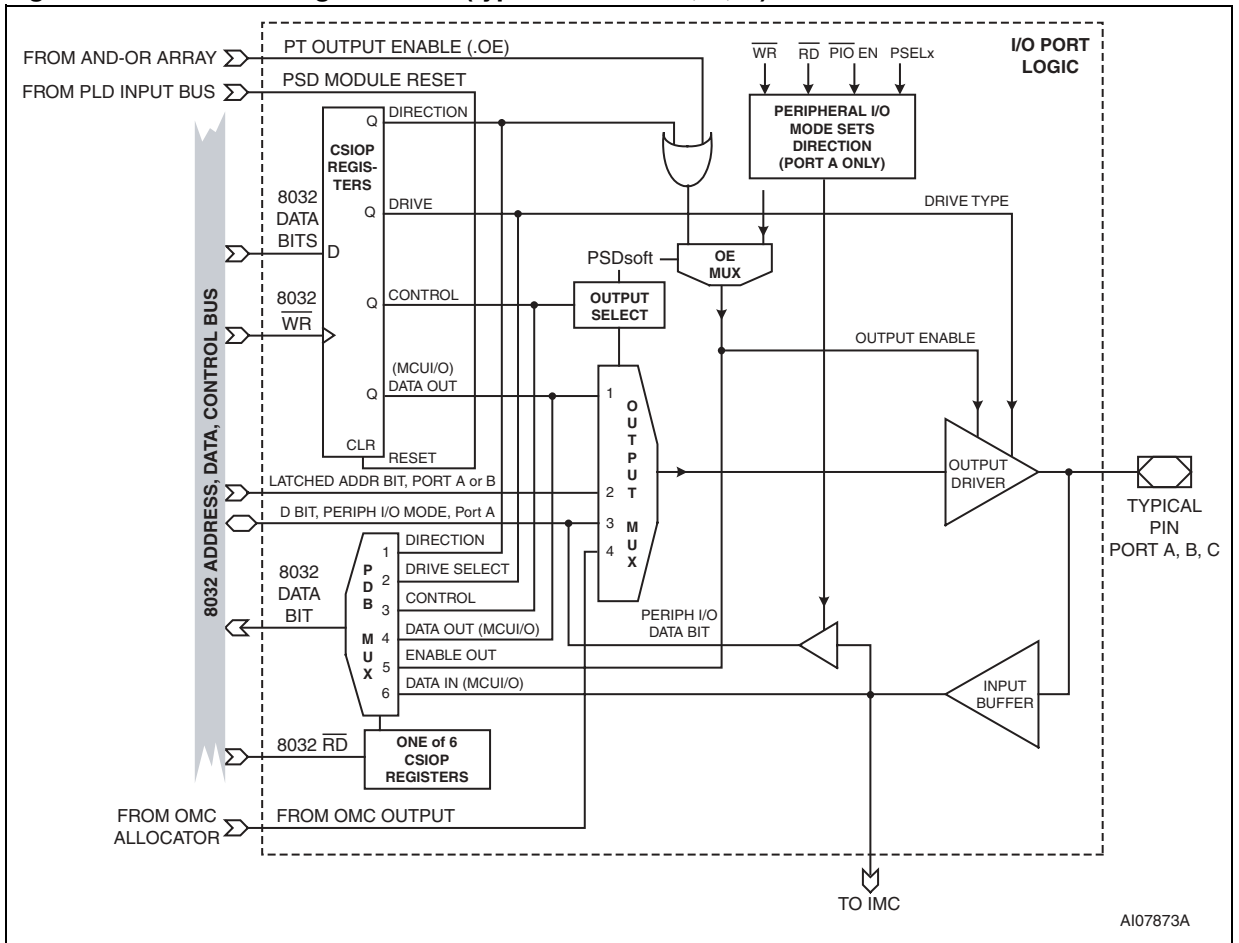 FROM AND-OR ARRAY
PT OUTPUT ENABLE (.OE)
FROM PLD INPUT BUS
PSD MODULE RESET
I/O PORT
LOGIC
WR RD PIO EN PSELx
PERIPHERAL I/O
MODE SETS
DIRECTION
(PORT A ONLY)
Q DIRECTION
CSIOP
REGIS-
TERS
8032
DATA
BITS
D
Q DRIVE
DRIVE TYPE
PSDsoft
OE
MUX
8032
WR
Q CONTROL
OUTPUT
SELECT
OUTPUT ENABLE
(MCUI/O)
Q DATA OUT
CLR
RESET
8032 ADDRESS, DATA, CONTROL BUS
LATCHED ADDR BIT, PORT A or B
D BIT, PERIPH I/O MODE, Port A
1
2
3
4
OUTPUT MUX
OUTPUT
DRIVER
TYPICAL
PIN
PORT A, B, C
8032
DATA
BIT
PDB MUX
1 DIRECTION
2 DRIVE SELECT
3 CONTROL
4 DATA OUT (MCUI/O)
5 ENABLE OUT
6 DATA IN (MCUI/O)
PERIPH I/O
DATA BIT
INPUT
BUFFER
8032 RD
ONE of 6
CSIOP
REGISTERS
FROM OMC
ALLOCATOR
FROM OMC OUTPUT
TO IMC
AI07873A